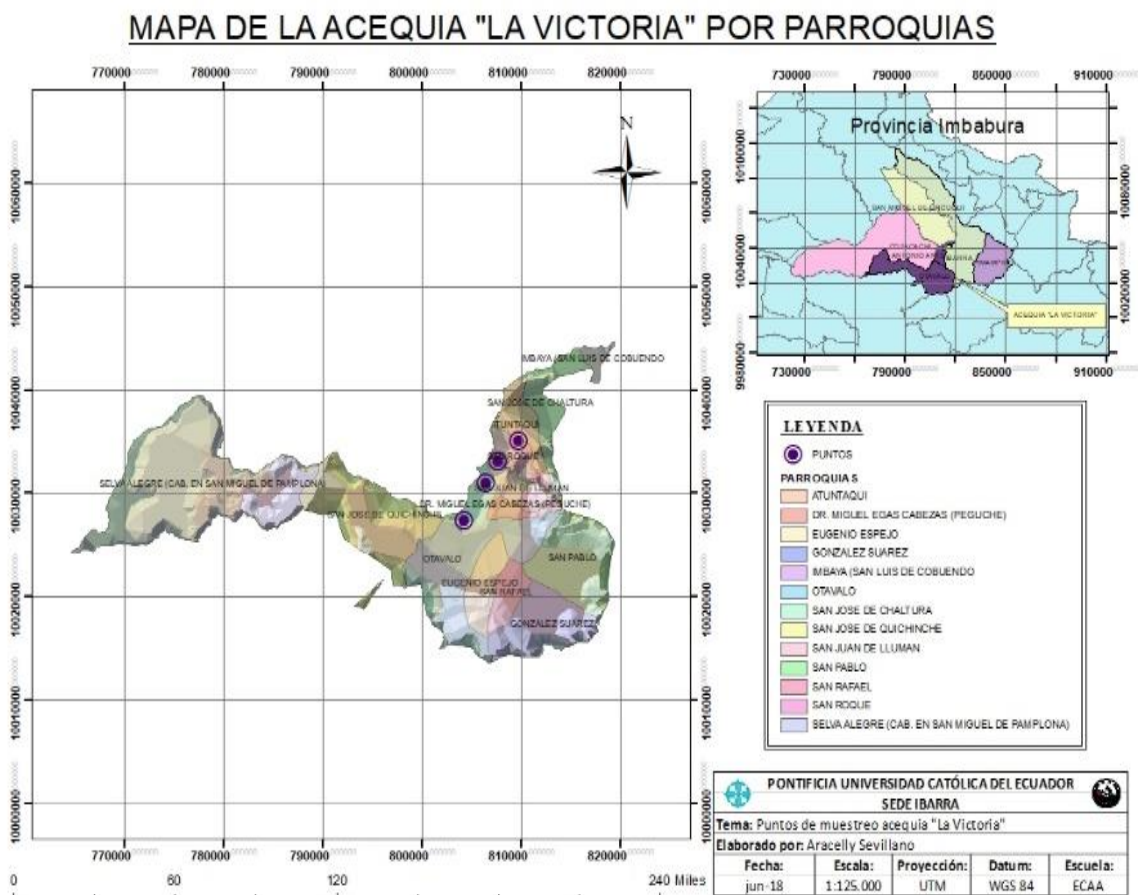 MAPA DE LA ACEQUIA "LA VICTORIA" POR PARROQUIAS
770000 780000 790000 800000 810000 820000
N
10060000
10050000
10040000
10030000
10020000
10010000
10000000
IMBAYA (SAN LUIS DE COBUENDO
SAN JOSE DE CHALTURA
SELVA ALEGRE (CAB. EN SAN MIGUEL DE PAMPLONA)
DR. MIGUEL EGAS CABEZAS (PEGUCHE)
OTAVALO
SAN PABLO
EUGENIO ESPEJO
SAN RAFAEL
GONZALEZ SUAREZ
10060000
10050000
10040000
10030000
10020000
10010000
10000000
770000 780000 790000 800000 810000 820000
0 60 120 240 Miles
730000 790000 850000 910000
Provincia Imbabura
10100000
10040000
9980000
10080000
10020000
ACEQUIA "LA VICTORIA"
730000 790000 850000 910000
LEYENDA
PUNTOS
PARROQUIAS
ATUNTAQUI
DR. MIGUEL EGAS CABEZAS (PEGUCHE)
EUGENIO ESPEJO
GONZALEZ SUAREZ
IMBAYA (SAN LUIS DE COBUENDO
OTAVALO
SAN JOSE DE CHALTURA
SAN JOSE DE QUICHINCHE
SAN JUAN DE LLUMAN
SAN PABLO
SAN RAFAEL
SAN ROQUE
SELVA ALEGRE (CAB. EN SAN MIGUEL DE PAMPLONA)
PONTIFICIA UNIVERSIDAD CATÓLICA DEL ECUADOR
SEDE IBARRA
Tema: Puntos de muestreo acequia "La Victoria"
Elaborado por: Aracelly Sevillano
Fecha: Escala: Proyección: Datum: Escuela:
jun-18 1:125.000 UTM WGS 84 ECAA